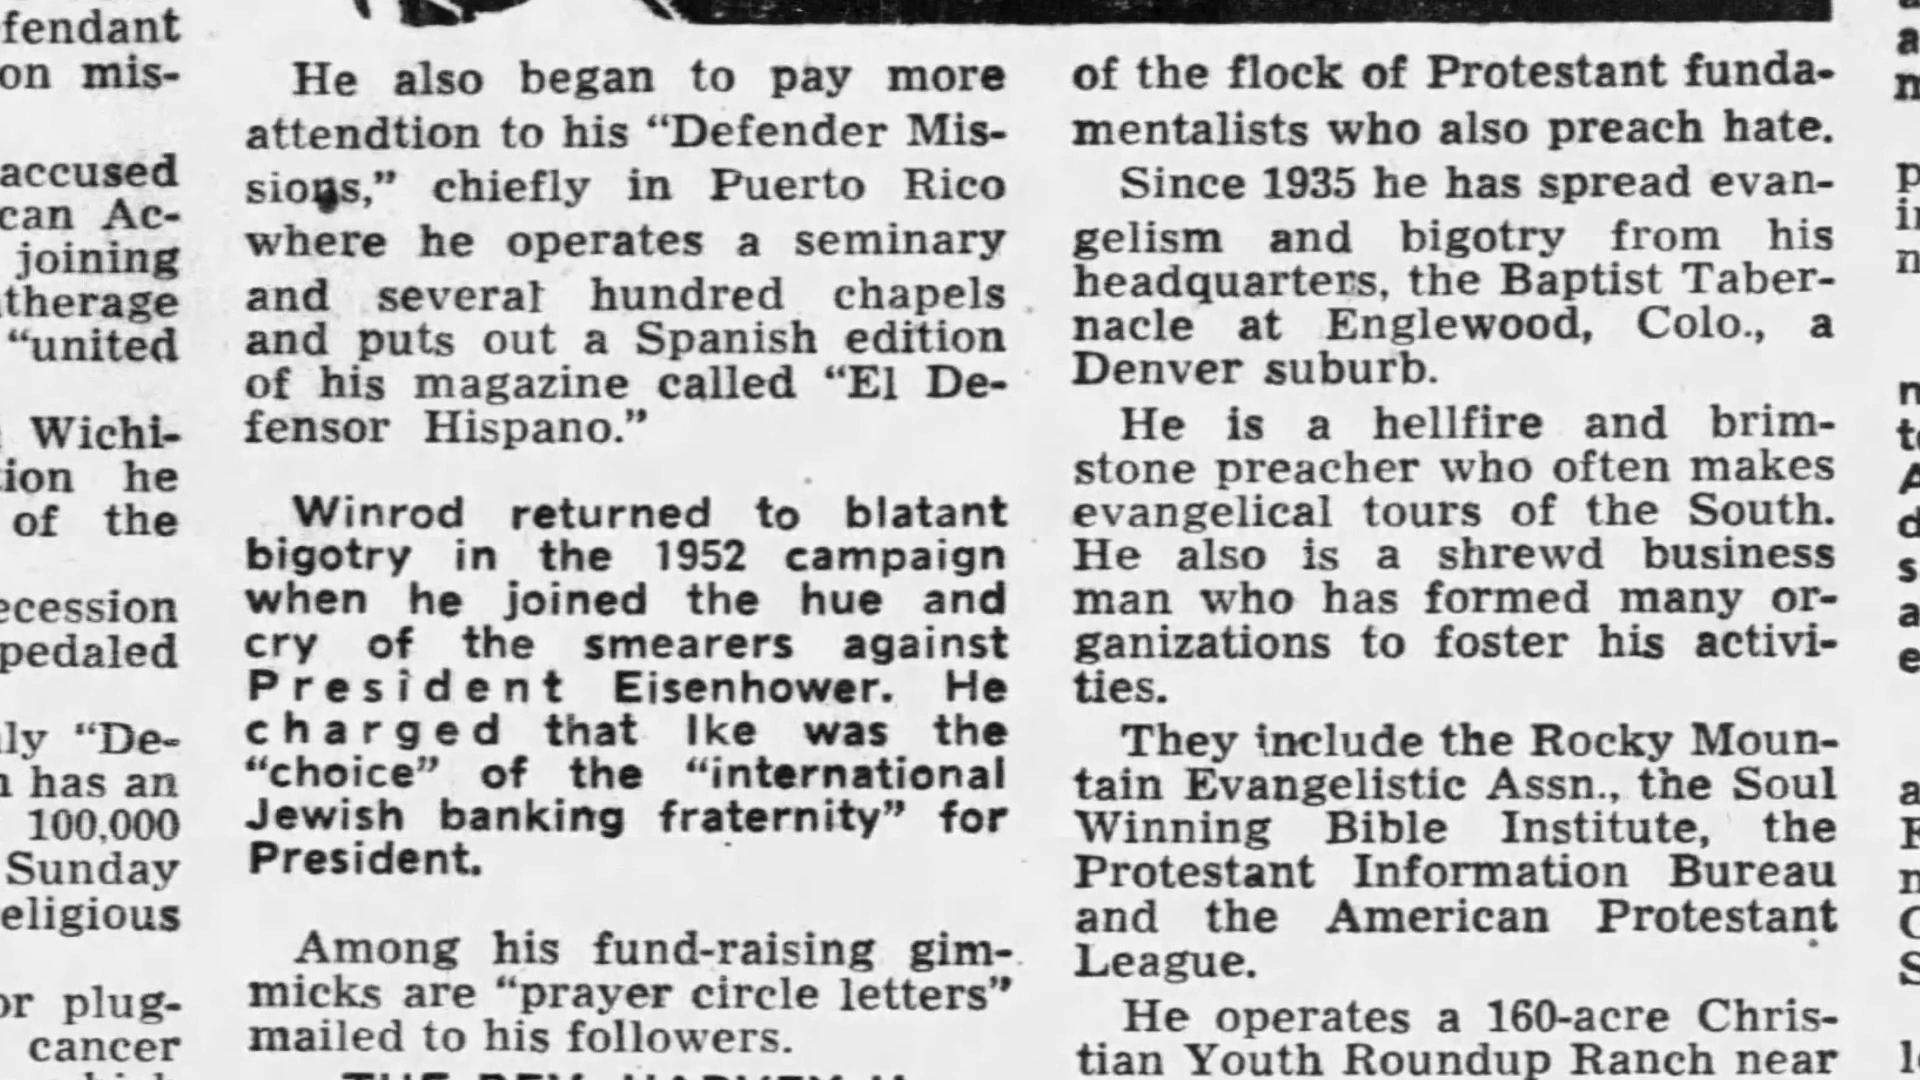 fendant
on mis-
accused
can Ac-
joining
therage
"united
Wichi-
ion he
of the
ecession
pedaled
ly "De-
has an
100,000
Sunday
eligious
or plug-
cancer
He also began to pay more
attendtion to his "Defender Mis-
sions," chiefly in Puerto Rico
where he operates a seminary
and several hundred chapels
and puts out a Spanish edition
of his magazine called "El De-
fensor Hispano."
Winrod returned to blatant
bigotry in the 1952 campaign
when he joined the hue and
cry of the smearers against
President Eisenhower. He
charged that Ike was the
"choice" of the "international
Jewish banking fraternity" for
President.
Among his fund-raising gim-
micks are "prayer circle letters"
mailed to his followers.
of the flock of Protestant funda-
mentalists who also preach hate.
Since 1935 he has spread evan-
gelism and bigotry from his
headquarters, the Baptist Taber-
nacle at Englewood, Colo., a
Denver suburb.
He is a hellfire and brim-
stone preacher who often makes
evangelical tours of the South.
He also is a shrewd business
man who has formed many or-
ganizations to foster his activi-
ties.
They include the Rocky Moun-
tain Evangelistic Assn., the Soul
Winning Bible Institute, the
Protestant Information Bureau
and the American Protestant
League.
He operates a 160-acre Chris-
tian Youth Roundup Ranch near